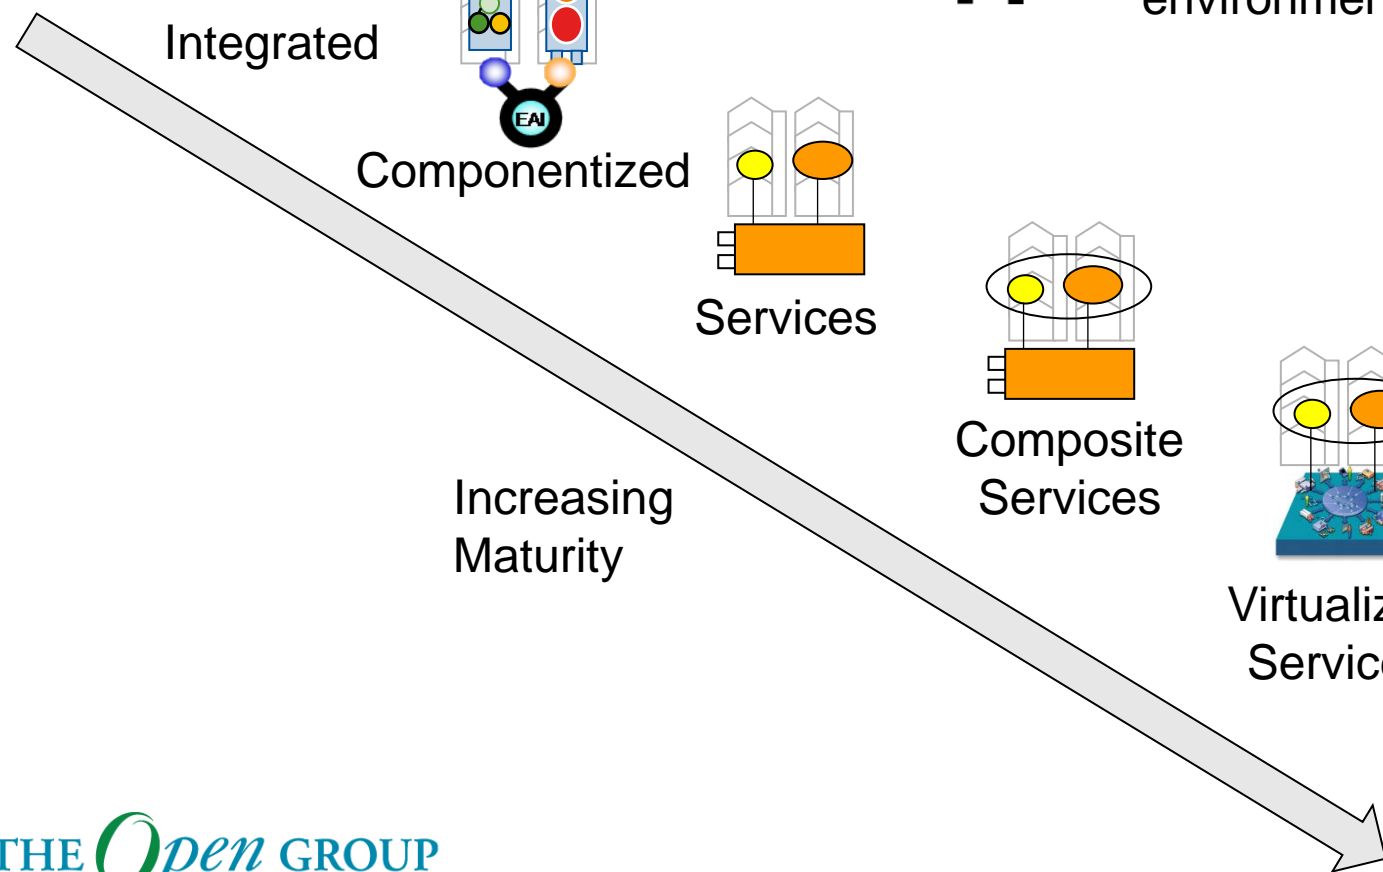 Integrated
EAI
Componentized
Services
Composite
Services
Increasing
Maturity
THE Open GROUP